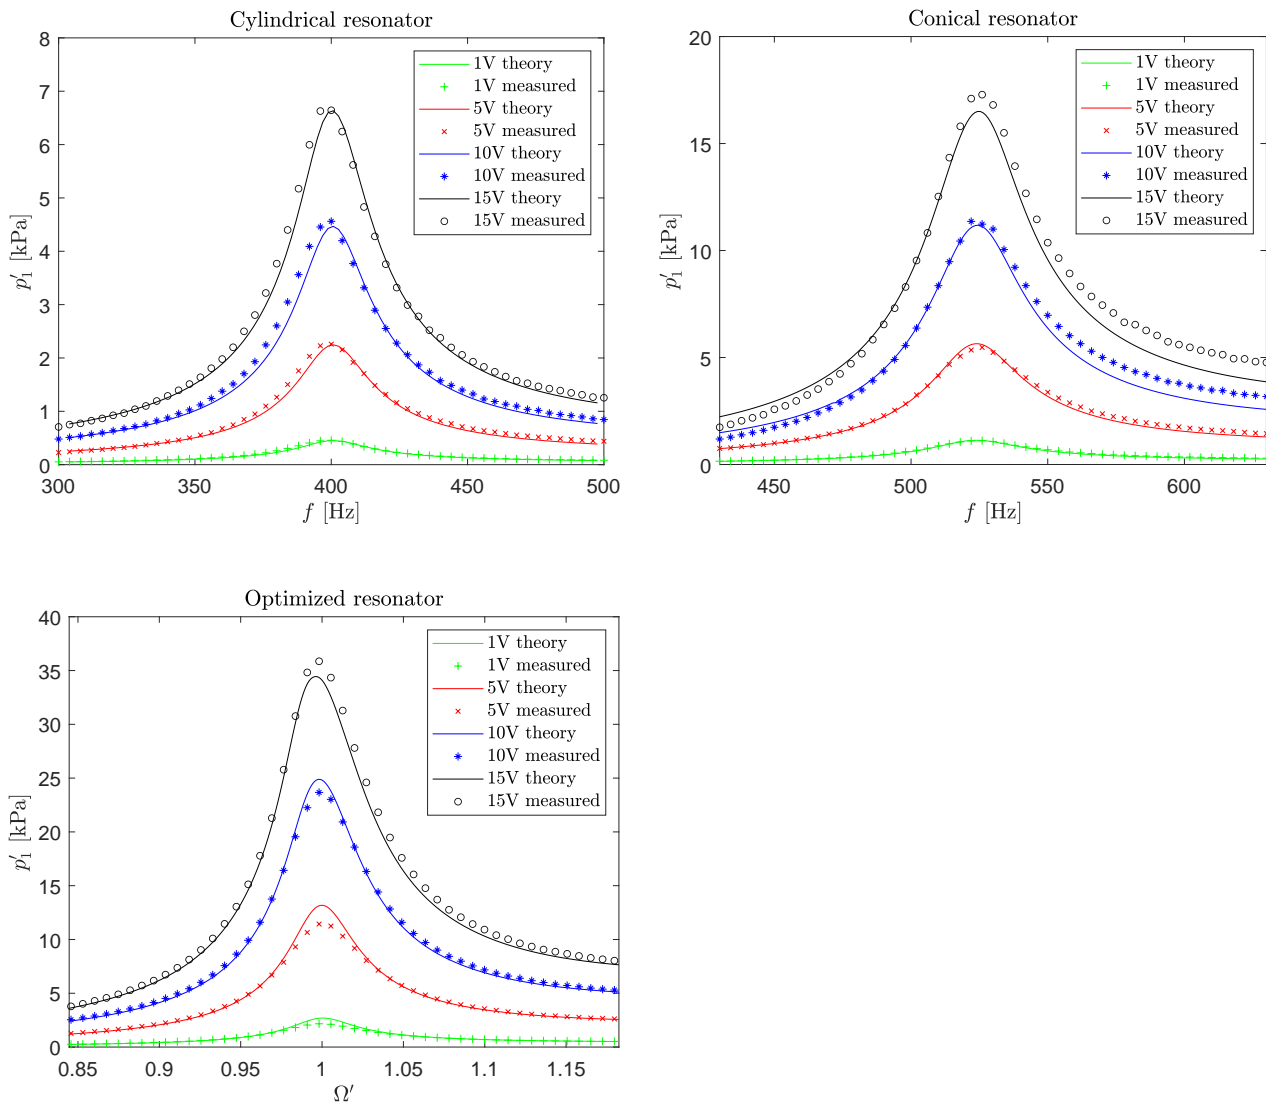 Cylindrical resonator
8
7
6
5
4
3
2
1
0
p′₁ [kPa]
300
350
400
450
500
f [Hz]
1V theory
1V measured
5V theory
5V measured
10V theory
10V measured
15V theory
15V measured
Conical resonator
20
15
10
5
0
p′₁ [kPa]
450
500
550
600
f [Hz]
1V theory
1V measured
5V theory
5V measured
10V theory
10V measured
15V theory
15V measured
Optimized resonator
40
35
30
25
20
15
10
5
0
p′₁ [kPa]
0.85
0.9
0.95
1
1.05
1.1
1.15
Ω′
1V theory
1V measured
5V theory
5V measured
10V theory
10V measured
15V theory
15V measured